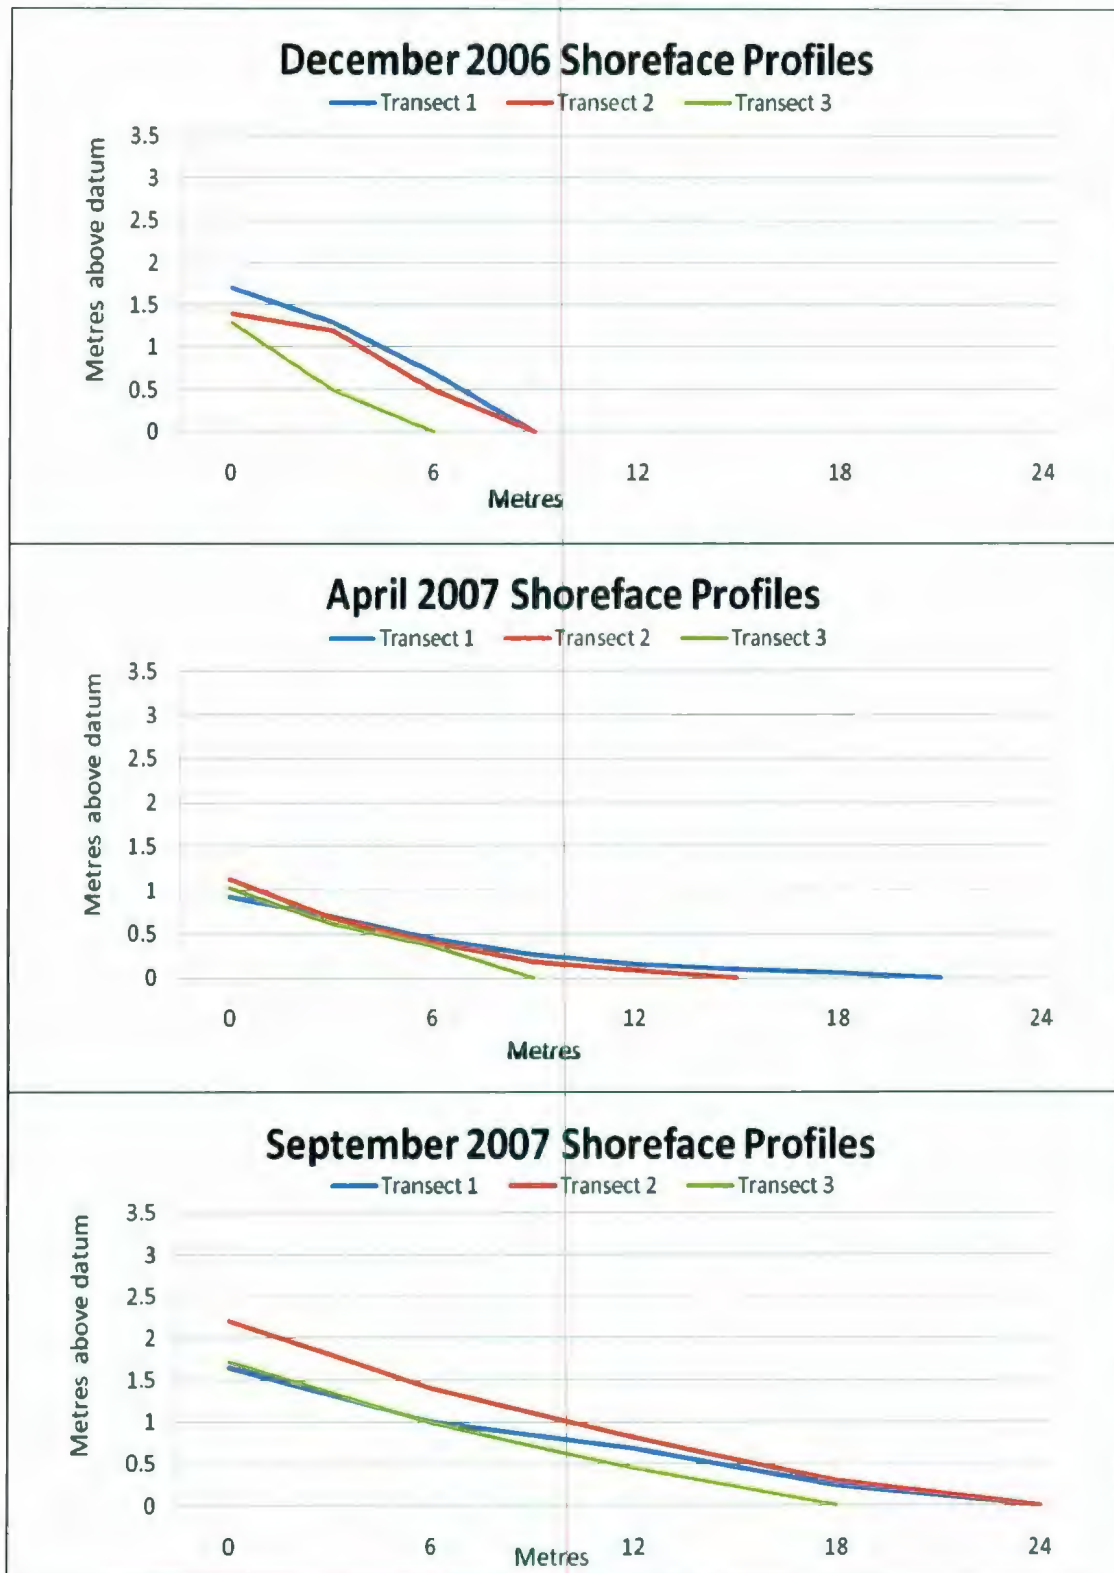 December 2006 Shoreface Profiles
Transect 1 Transect 2 Transect 3
Metres above datum
3.5
3
2.5
2
1.5
1
0.5
0
0 6 12 18 24
Metres
April 2007 Shoreface Profiles
Transect 1 Transect 2 Transect 3
Metres above datum
3.5
3
2.5
2
1.5
1
0.5
0
0 6 12 18 24
Metres
September 2007 Shoreface Profiles
Transect 1 Transect 2 Transect 3
Metres above datum
3.5
3
2.5
2
1.5
1
0.5
0
0 6 12 18 24
Metres